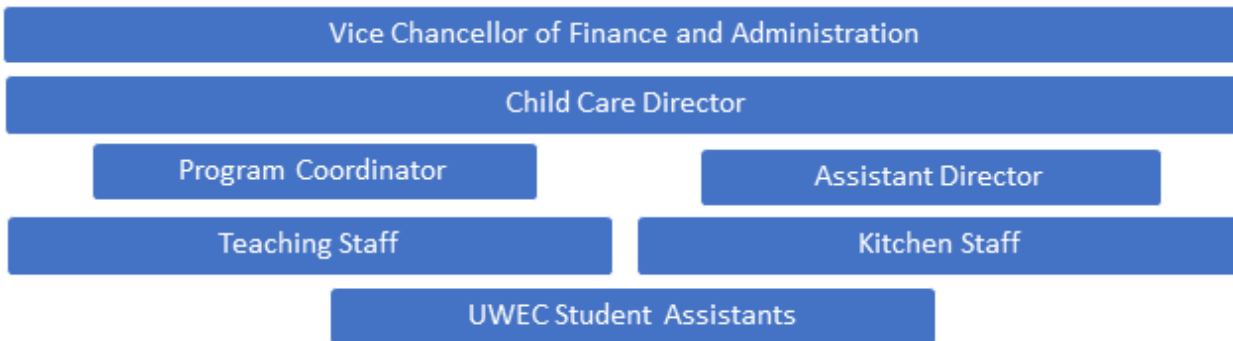 Vice Chancellor of Finance and Administration
Child Care Director
Program Coordinator
Assistant Director
Teaching Staff
Kitchen Staff
UWEC Student Assistants